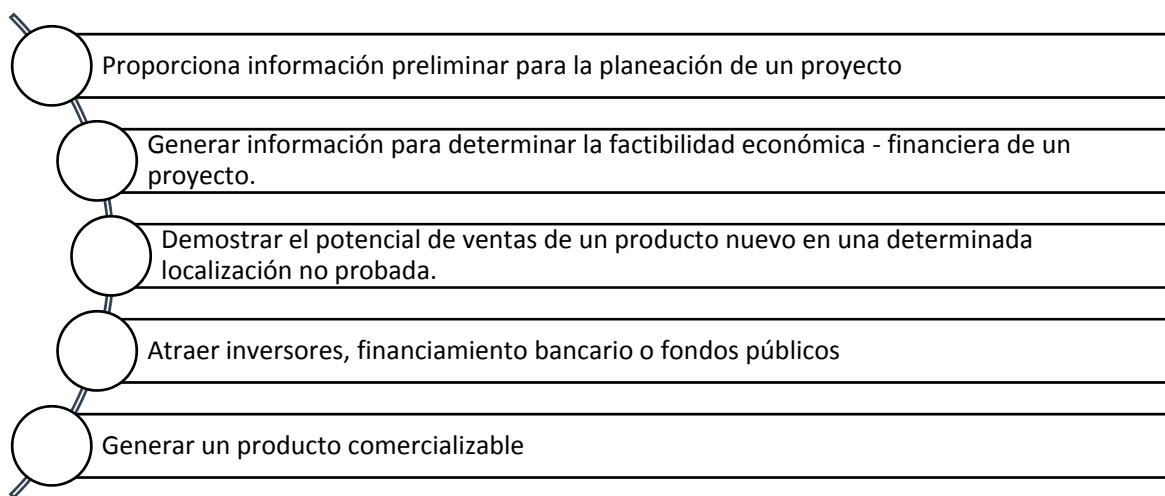 Proporciona información preliminar para la planeación de un proyecto
Generar información para determinar la factibilidad económica - financiera de un
proyecto.
Demostrar el potencial de ventas de un producto nuevo en una determinada
localización no probada.
Atraer inversores, financiamiento bancario o fondos públicos
Generar un producto comercializable